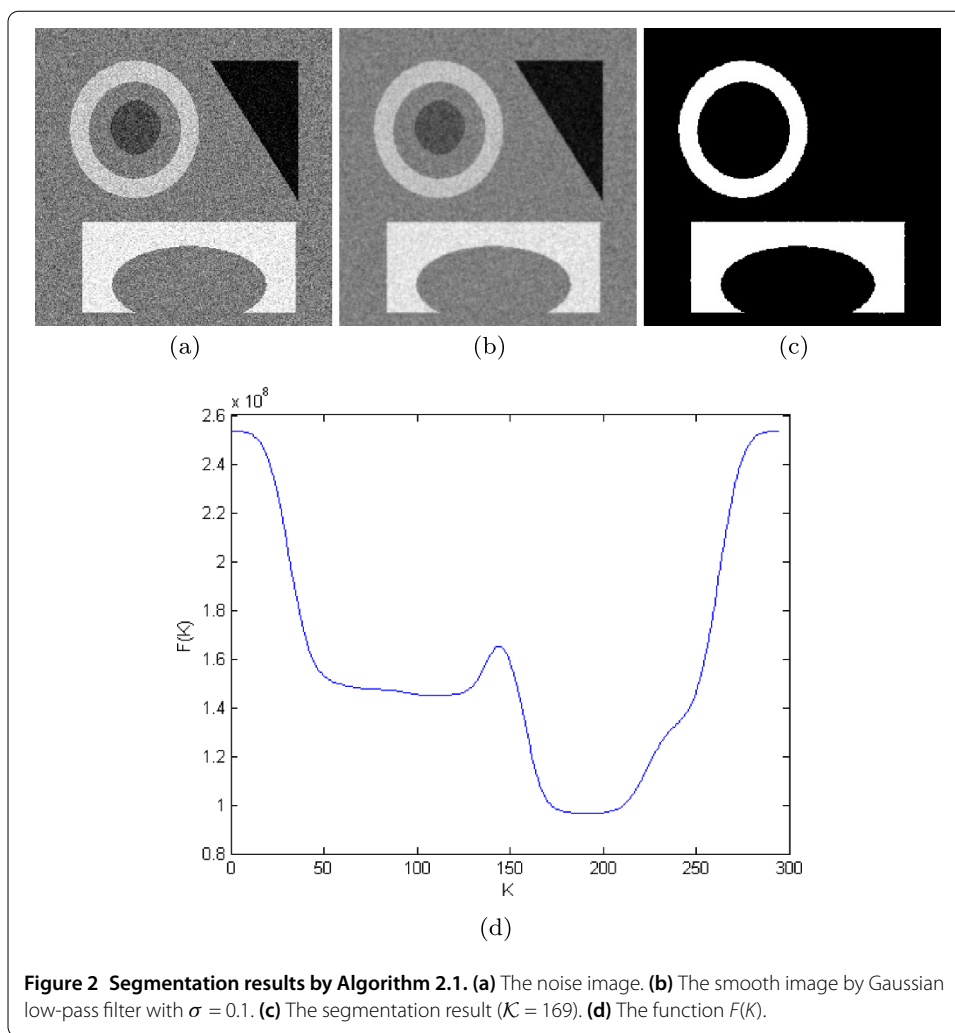 (a)
(b)
(c)
× 10⁸
2.6
2.4
2.2
2
1.8
1.6
1.4
1.2
1
0.8
F(K)
0
50
100
150
200
250
300
K
(d)
Figure 2 Segmentation results by Algorithm 2.1. (a) The noise image. (b) The smooth image by Gaussian
low-pass filter with σ = 0.1. (c) The segmentation result (𝒦 = 169). (d) The function F(K).